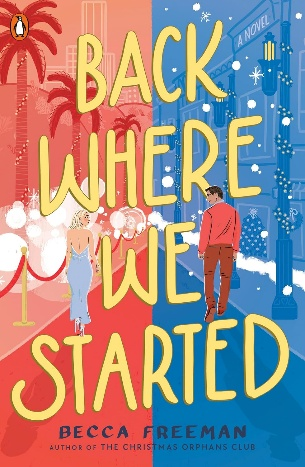 A NOVEL
BACK
WHERE
WE
STARTED
BECCA FREEMAN
AUTHOR OF THE CHRISTMAS ORPHANS CLUB